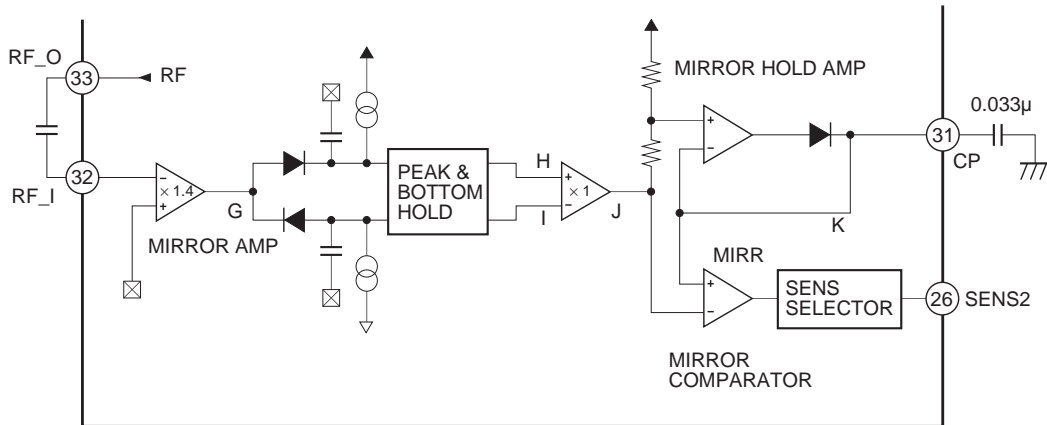 RF_O
33
RF
32
RF_I
× 1.4
G
MIRROR AMP
PEAK &
BOTTOM
HOLD
H
I
× 1
J
MIRROR HOLD AMP
31
CP
0.033µ
K
MIRR
SENS
SELECTOR
26
SENS2
MIRROR
COMPARATOR